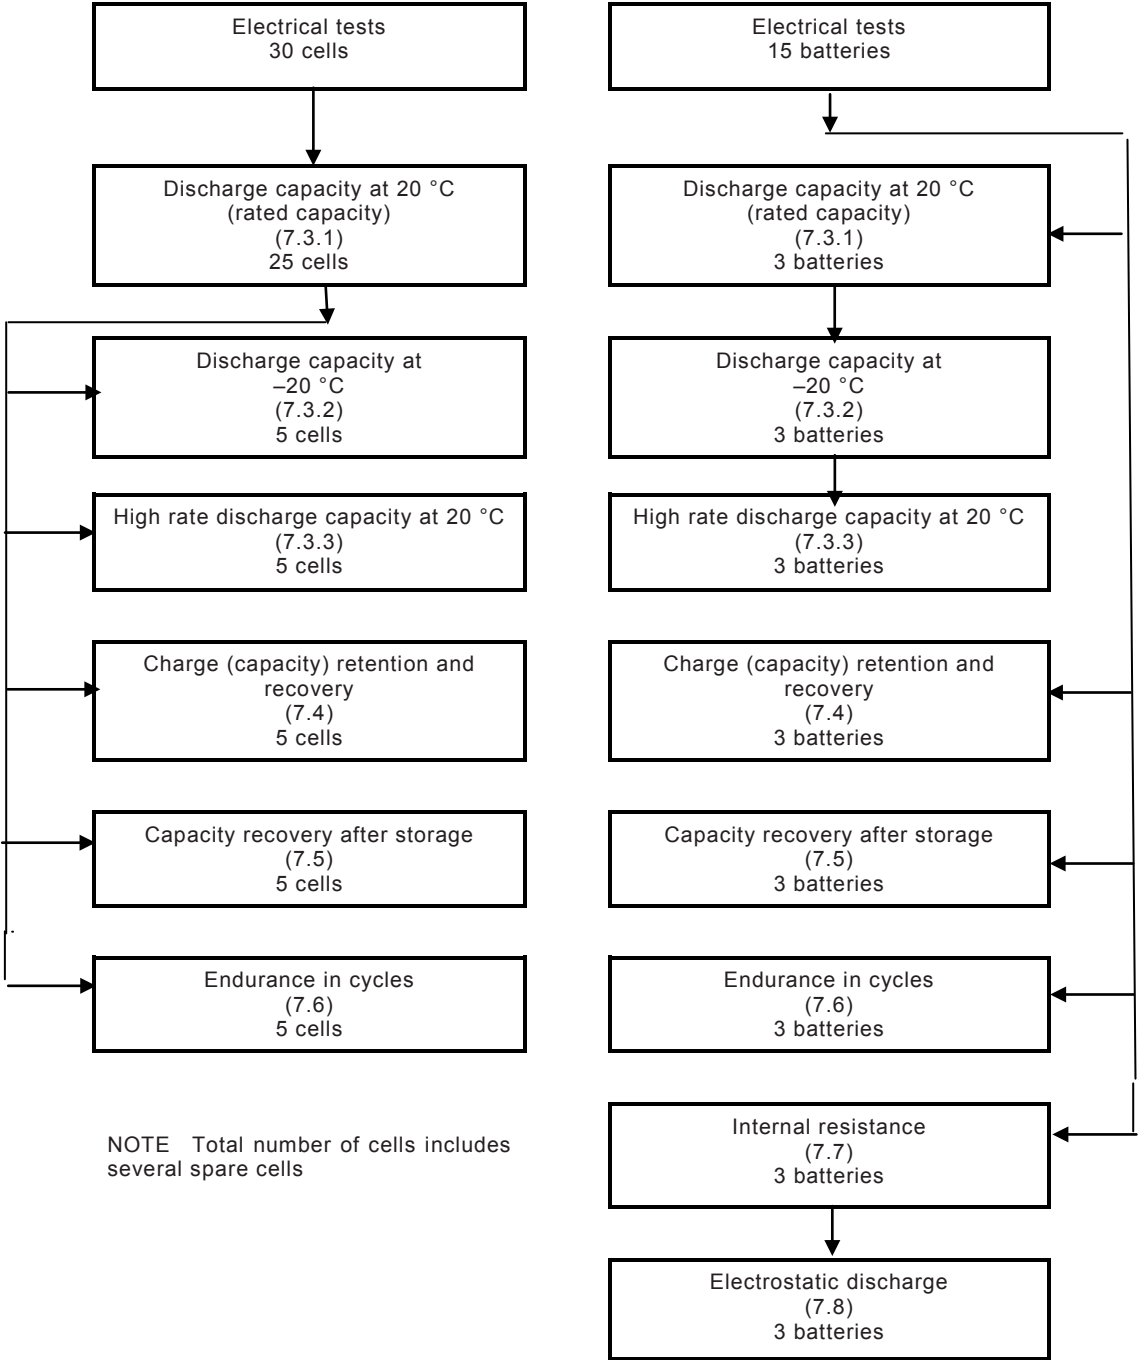 Electrical tests
30 cells
Discharge capacity at 20 °C
(rated capacity)
(7.3.1)
25 cells
Discharge capacity at
–20 °C
(7.3.2)
5 cells
High rate discharge capacity at 20 °C
(7.3.3)
5 cells
Charge (capacity) retention and
recovery
(7.4)
5 cells
Capacity recovery after storage
(7.5)
5 cells
Endurance in cycles
(7.6)
5 cells
NOTE Total number of cells includes
several spare cells
Electrical tests
15 batteries
Discharge capacity at 20 °C
(rated capacity)
(7.3.1)
3 batteries
Discharge capacity at
–20 °C
(7.3.2)
3 batteries
High rate discharge capacity at 20 °C
(7.3.3)
3 batteries
Charge (capacity) retention and
recovery
(7.4)
3 batteries
Capacity recovery after storage
(7.5)
3 batteries
Endurance in cycles
(7.6)
3 batteries
Internal resistance
(7.7)
3 batteries
Electrostatic discharge
(7.8)
3 batteries